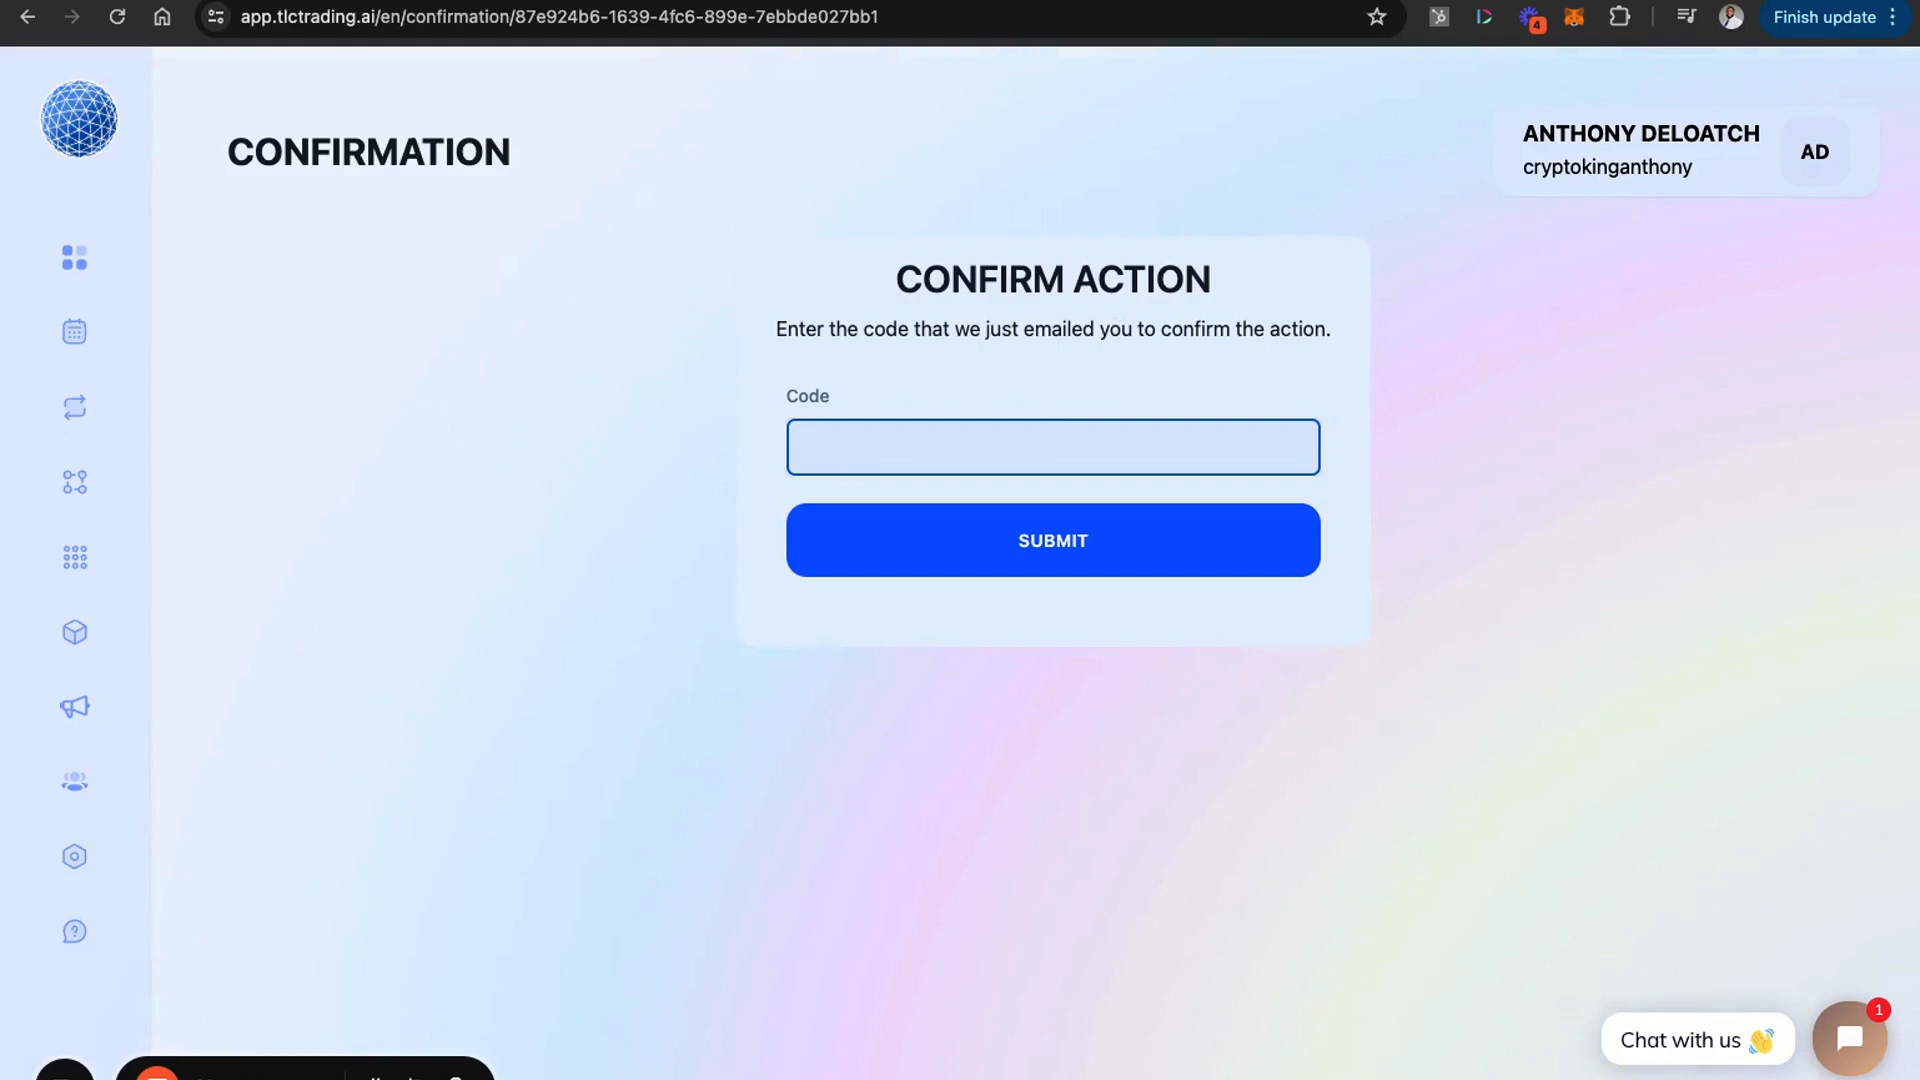 app.tlctrading.ai/en/confirmation/87e924b6-1639-4fc6-899e-7ebbde027bb1
4
Finish update
CONFIRMATION
ANTHONY DELOATCH
cryptokinganthony
AD
CONFIRM ACTION
Enter the code that we just emailed you to confirm the action.
Code
SUBMIT
Chat with us 👋
1